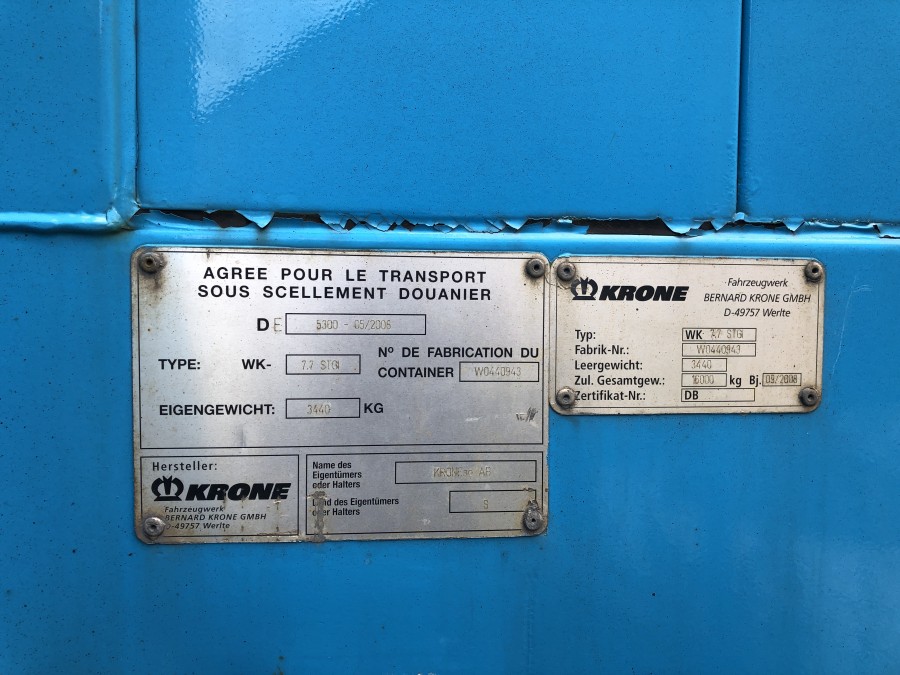 AGREE POUR LE TRANSPORT
SOUS SCELLEMENT DOUANIER
DE 5300 - 05/2008
TYPE: WK- 7.7 STGI
Nº DE FABRICATION DU
CONTAINER W0440943
EIGENGEWICHT: 3440 KG
Hersteller:
KRONE
Fahrzeugwerk
BERNARD KRONE GMBH
D-49757 Werlte
Name des
Eigentümers
oder Halters
AB
Land des Eigentümers
oder Halters
S
KRONE
Fahrzeugwerk
BERNARD KRONE GMBH
D-49757 Werlte
Typ: WK 7.7 STGI
Fabrik-Nr.: W0440943
Leergewicht: 3440
Zul. Gesamtgew.: 16000 kg Bj. 09/2008
Zertifikat-Nr.: DB